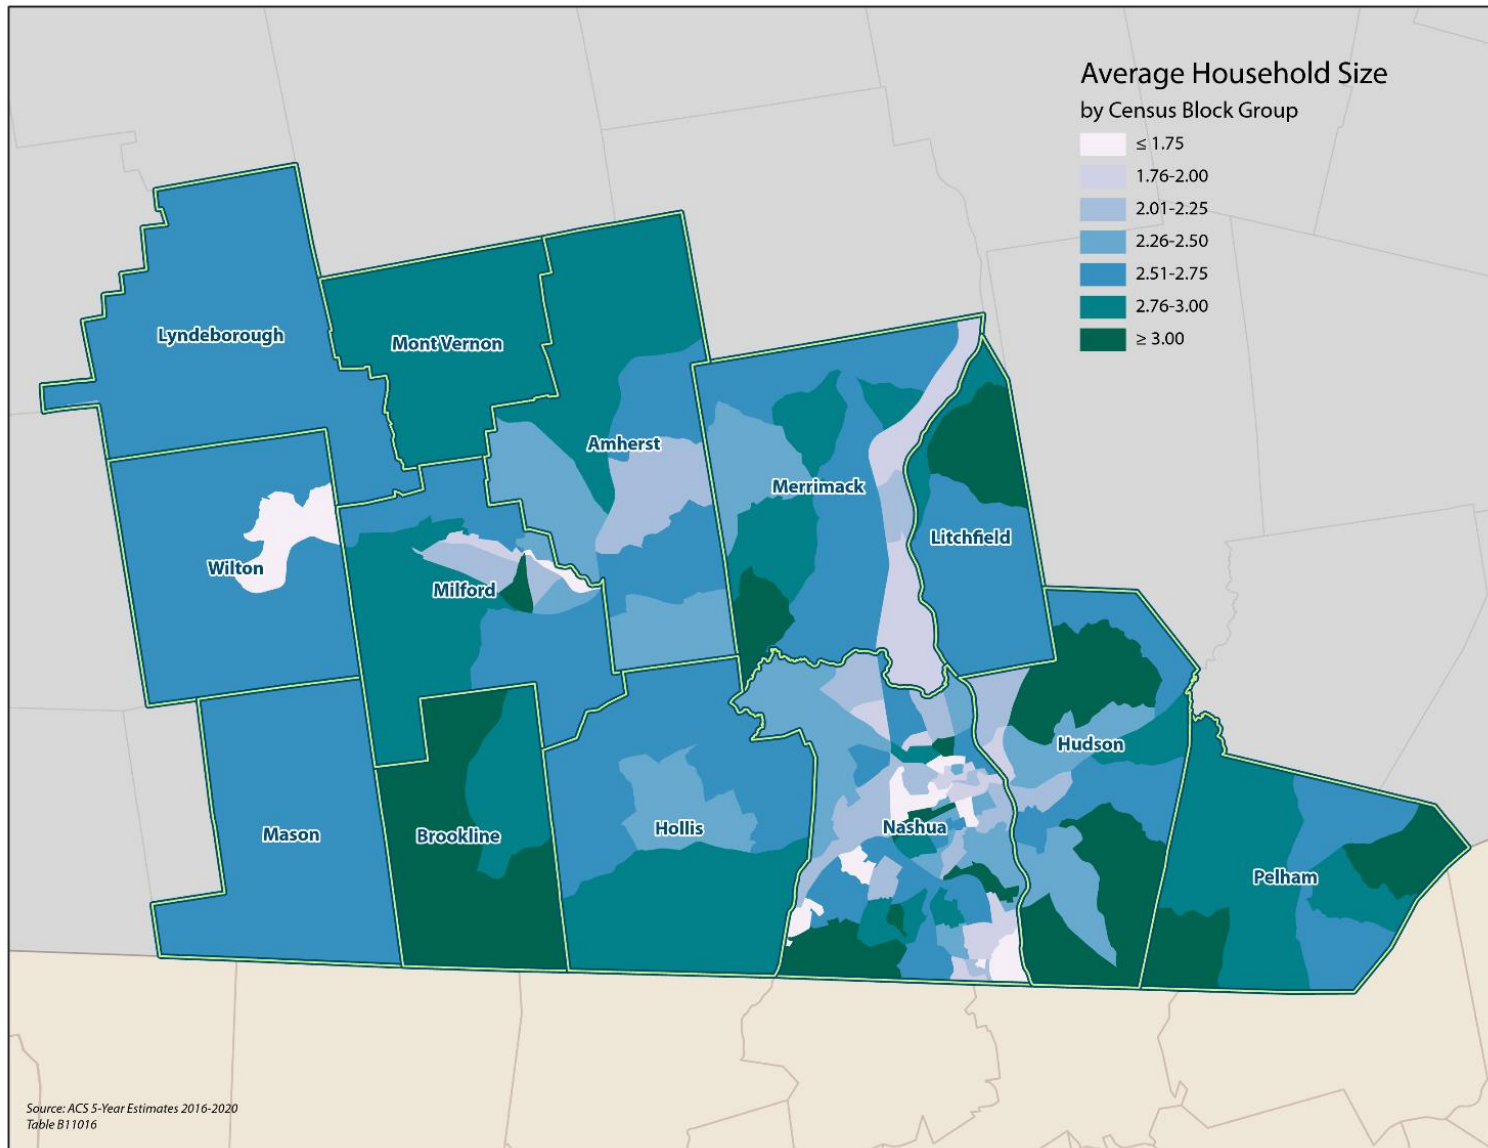 Average Household Size
by Census Block Group
≤ 1.75
1.76-2.00
2.01-2.25
2.26-2.50
2.51-2.75
2.76-3.00
≥ 3.00
Lyndeborough
Mont Vernon
Amherst
Merrimack
Litchfield
Wilton
Milford
Hudson
Mason
Brookline
Hollis
Nashua
Pelham
Source: ACS 5-Year Estimates 2016-2020
Table B11016